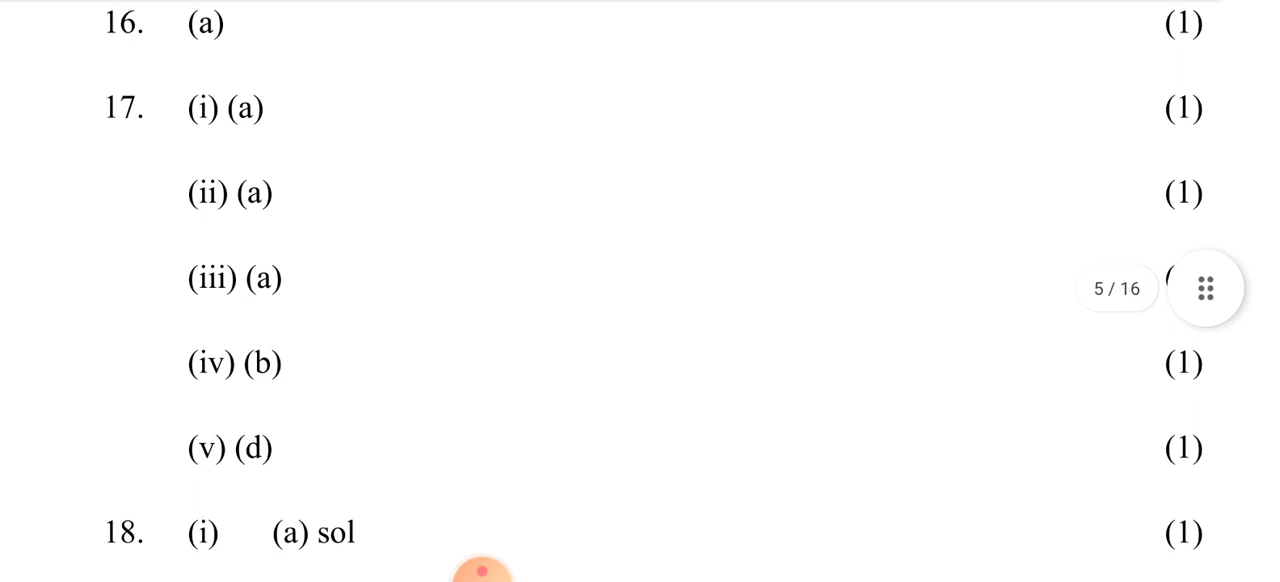 16. (a) (1)
17. (i) (a) (1)
(ii) (a) (1)
(iii) (a) (
5 / 16
(iv) (b) (1)
(v) (d) (1)
18. (i) (a) sol (1)